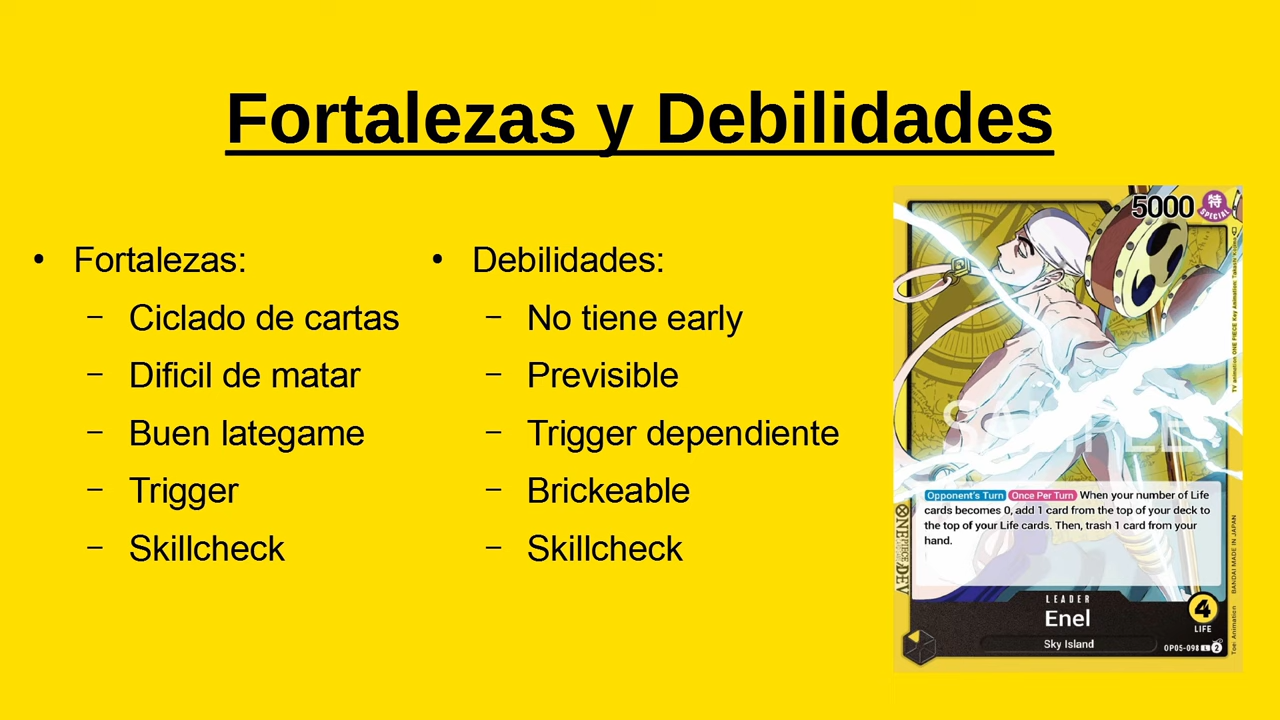 Fortalezas y Debilidades
Fortalezas:
Ciclado de cartas
Dificil de matar
Buen lategame
Trigger
Skillcheck
Debilidades:
No tiene early
Previsible
Trigger dependiente
Brickeable
Skillcheck
5000
特
SPECIAL
SAMPLE
Opponent's Turn Once Per Turn When your number of Life
cards becomes 0, add 1 card from the top of your deck to
the top of your Life cards. Then, trash 1 card from your
hand.
LEADER
Enel
Sky Island
4
LIFE
OP05-098 L 2
BANDAI MADE IN JAPAN